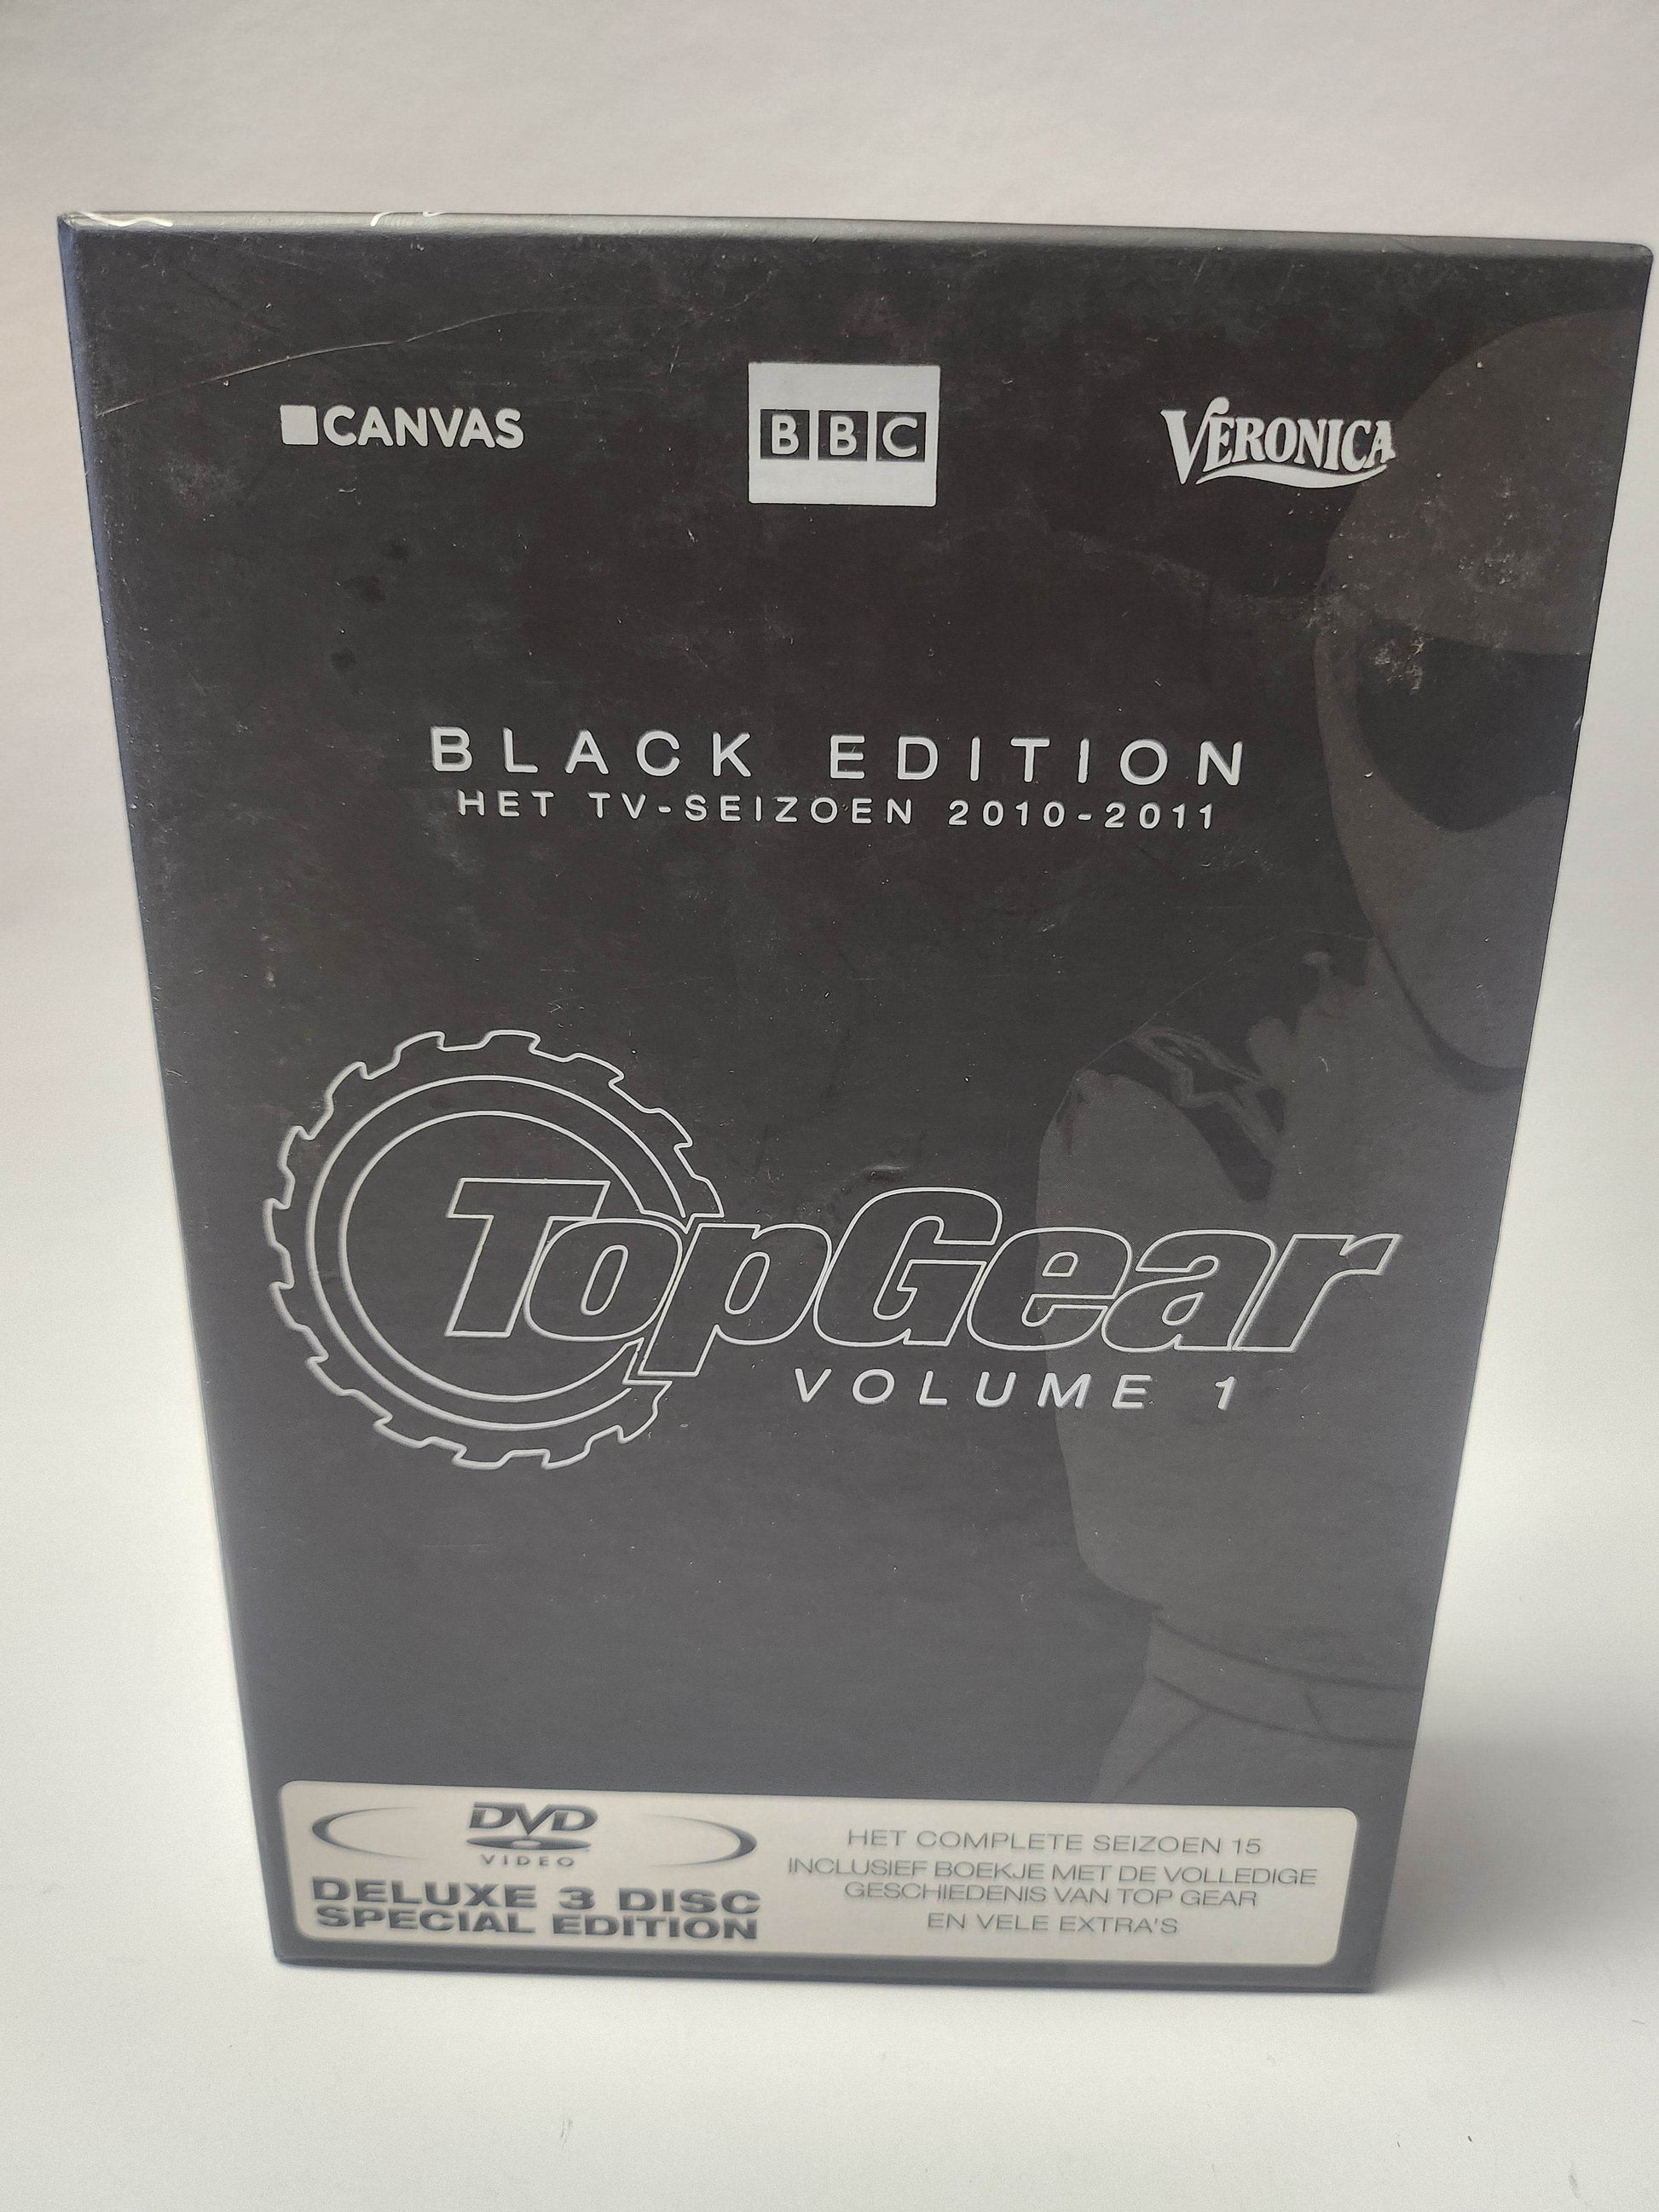 CANVAS
BBC
VERONICA
BLACK EDITION
HET TV-SEIZOEN 2010-2011
TopGear
VOLUME 1
DVD
VIDEO
DELUXE 3 DISC
SPECIAL EDITION
HET COMPLETE SEIZOEN 15
INCLUSIEF BOEKJE MET DE VOLLEDIGE
GESCHIEDENIS VAN TOP GEAR
EN VELE EXTRA'S